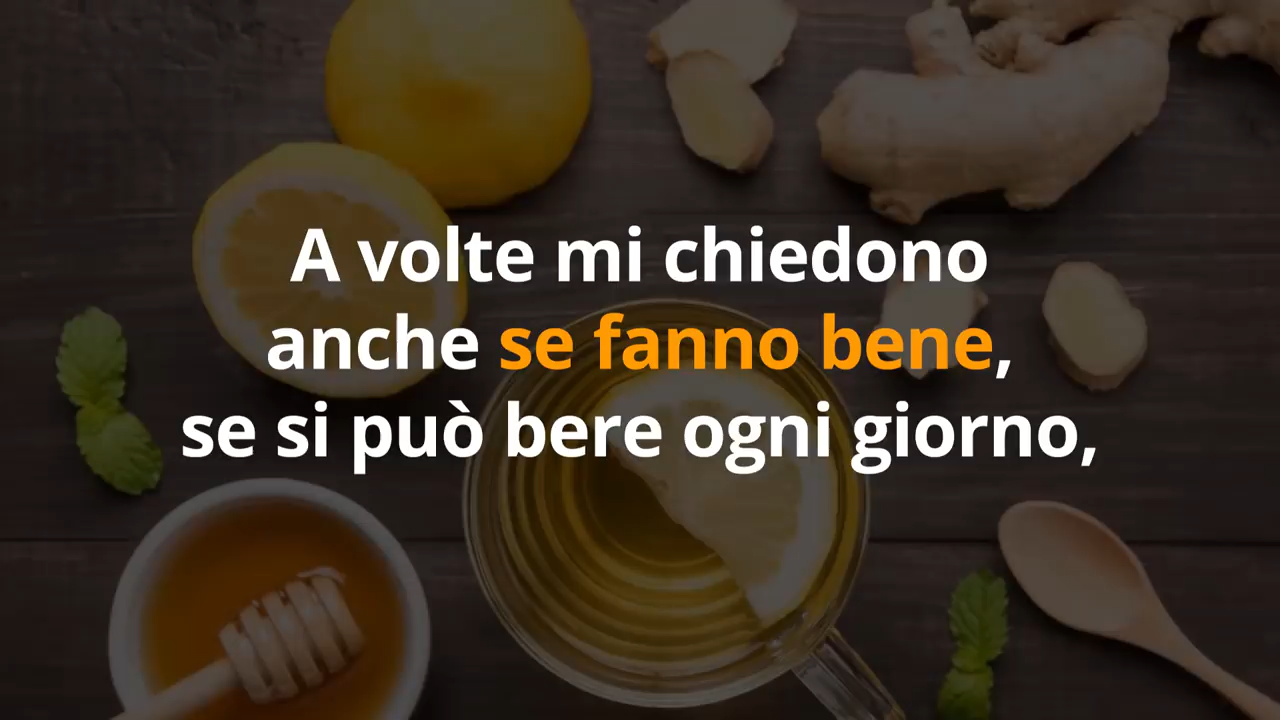 A volte mi chiedono
anche se fanno bene,
se si può bere ogni giorno,